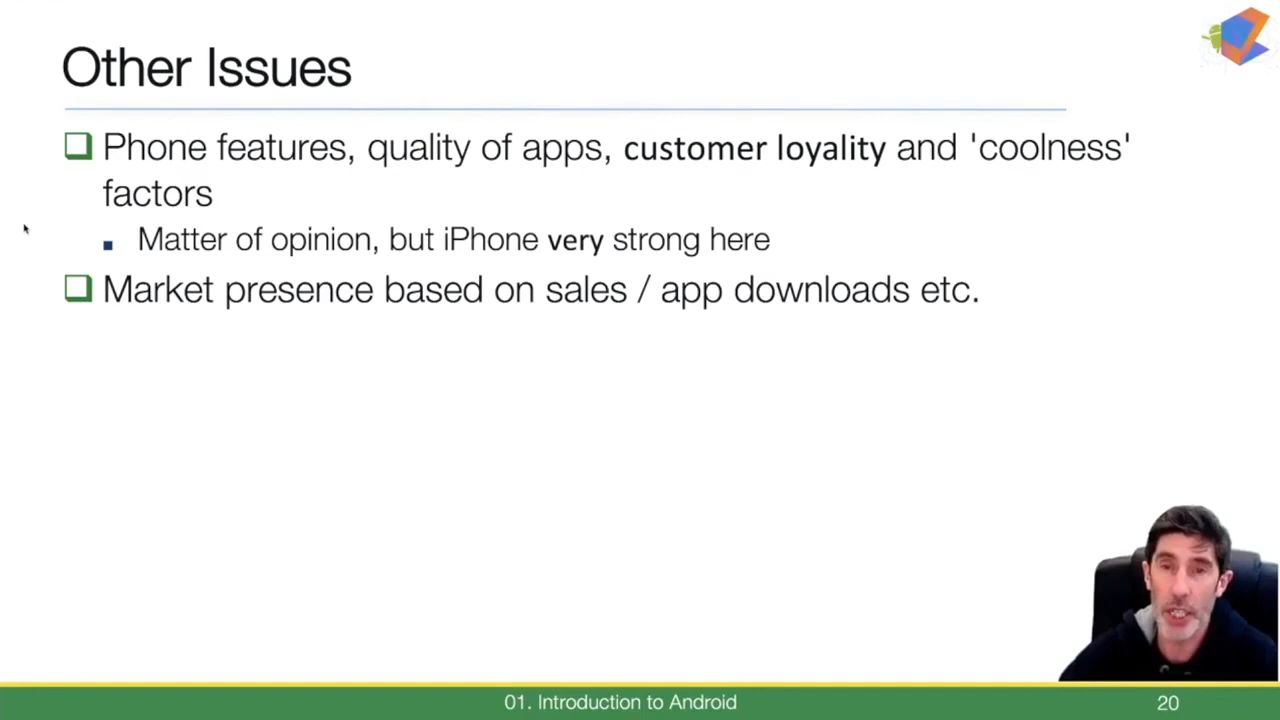 Other Issues
Phone features, quality of apps, customer loyality and 'coolness'
factors
Matter of opinion, but iPhone very strong here
Market presence based on sales / app downloads etc.
01. Introduction to Android
20